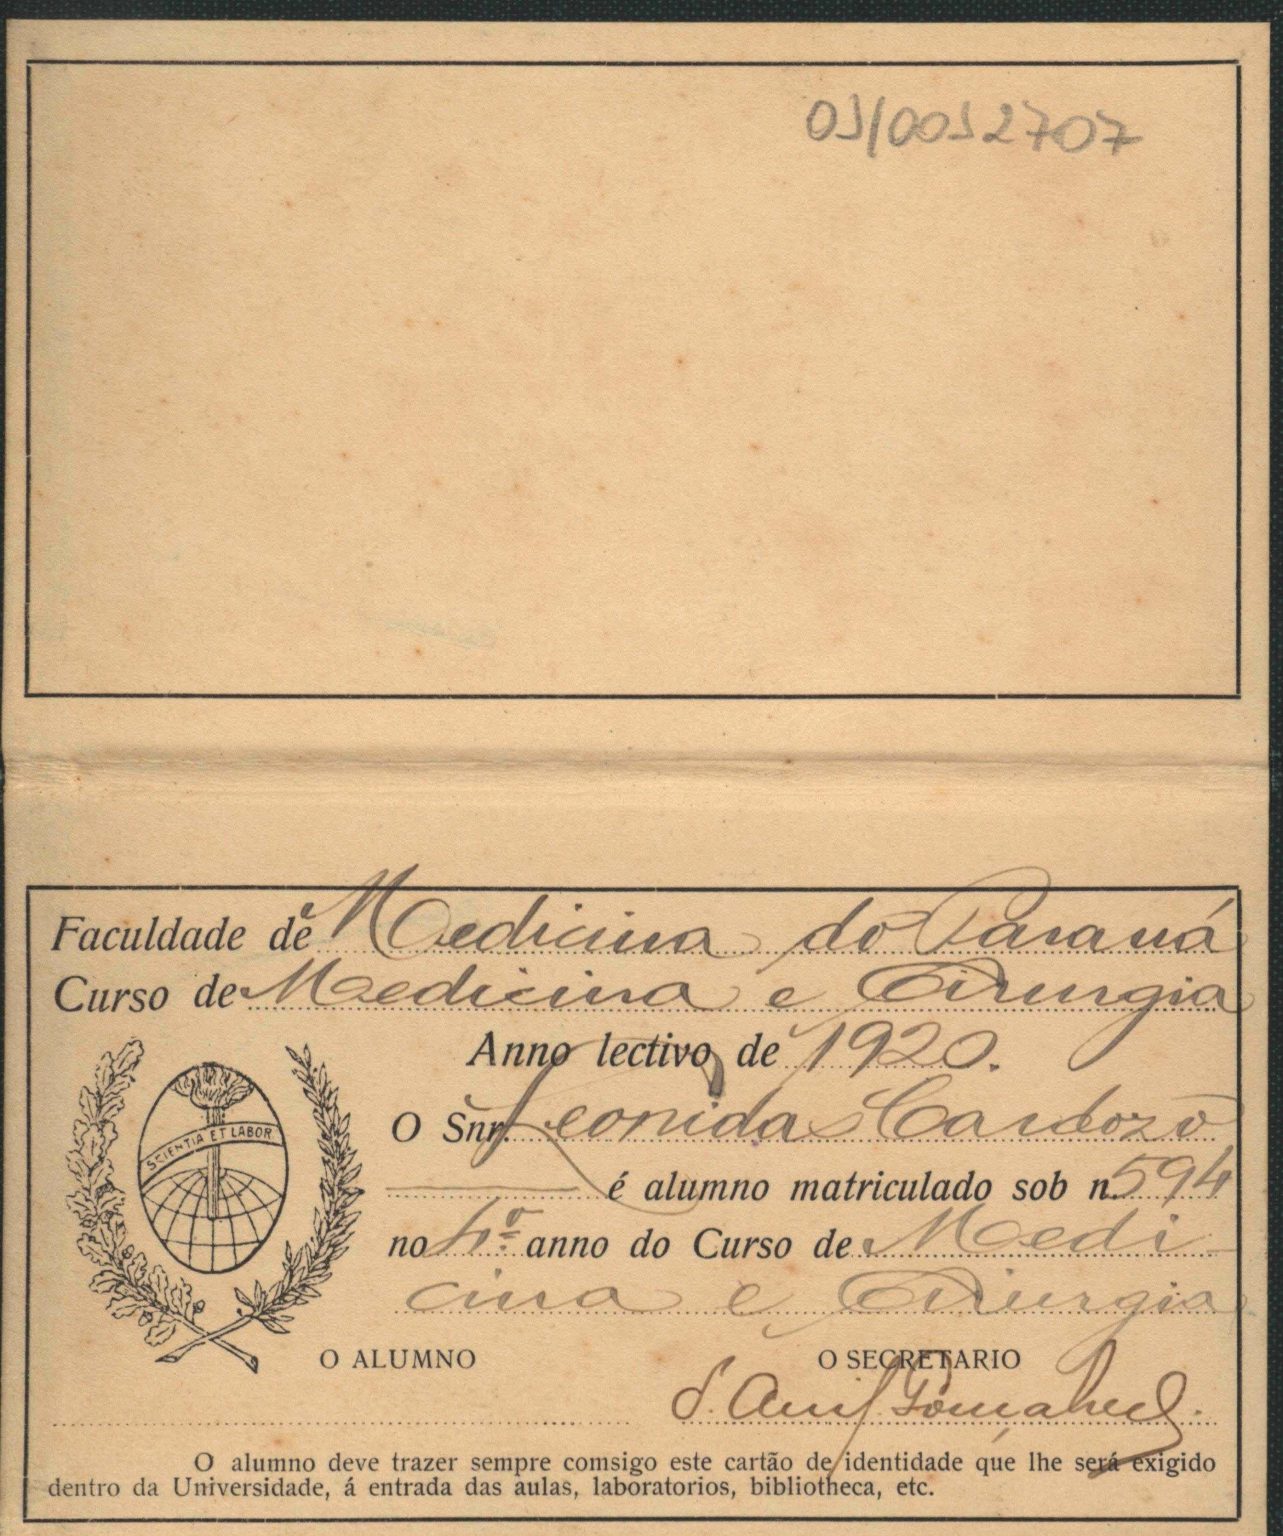 01/0012707
Faculdade de Medicina do Paraná
Curso de Medicina e Cirurgia
Anno lectivo de 1920.
SCIENTIA ET LABOR
O Snr. Leonidas Cardozo
é alumno matriculado sob n. 594
no 4º anno do Curso de Medi-
cina e Cirurgia
O ALUMNO O SECRETARIO
O alumno deve trazer sempre comsigo este cartão de identidade que lhe será exigido
dentro da Universidade, á entrada das aulas, laboratorios, bibliotheca, etc.